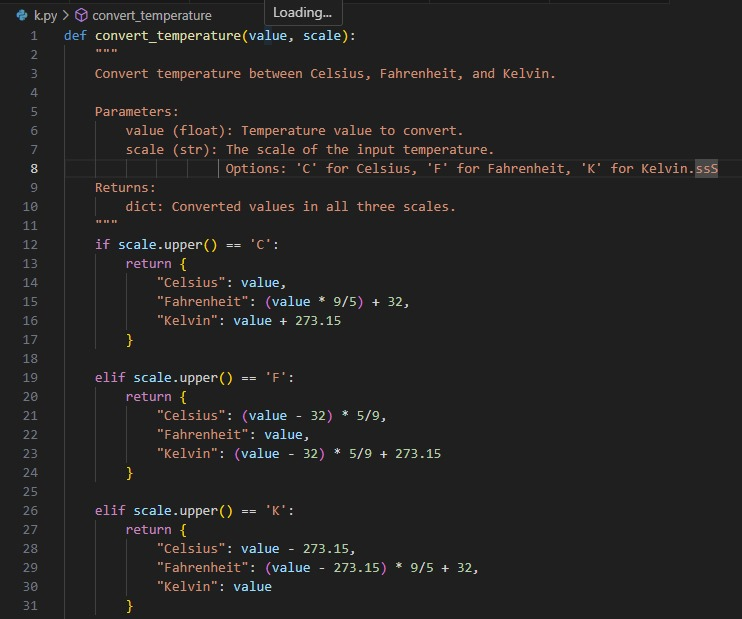 k.py > convert_temperature
Loading...
1 def convert_temperature(value, scale):
2     """
3     Convert temperature between Celsius, Fahrenheit, and Kelvin.
4
5     Parameters:
6         value (float): Temperature value to convert.
7         scale (str): The scale of the input temperature.
8                      Options: 'C' for Celsius, 'F' for Fahrenheit, 'K' for Kelvin.ssS
9     Returns:
10         dict: Converted values in all three scales.
11     """
12     if scale.upper() == 'C':
13         return {
14             "Celsius": value,
15             "Fahrenheit": (value * 9/5) + 32,
16             "Kelvin": value + 273.15
17         }
18
19     elif scale.upper() == 'F':
20         return {
21             "Celsius": (value - 32) * 5/9,
22             "Fahrenheit": value,
23             "Kelvin": (value - 32) * 5/9 + 273.15
24         }
25
26     elif scale.upper() == 'K':
27         return {
28             "Celsius": value - 273.15,
29             "Fahrenheit": (value - 273.15) * 9/5 + 32,
30             "Kelvin": value
31         }